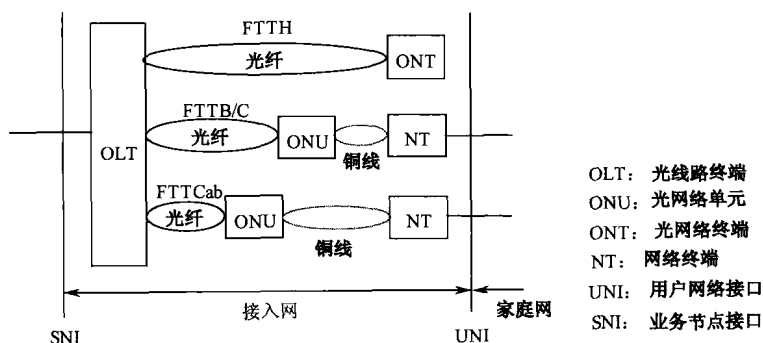 FTTH
光纤
ONT
FTTB/C
OLT
光纤
ONU
NT
铜线
FTTCab
光纤
ONU
NT
铜线
接入网
家庭网
SNI
UNI
OLT： 光线路终端
ONU： 光网络单元
ONT： 光网络终端
NT： 网络终端
UNI： 用户网络接口
SNI： 业务节点接口